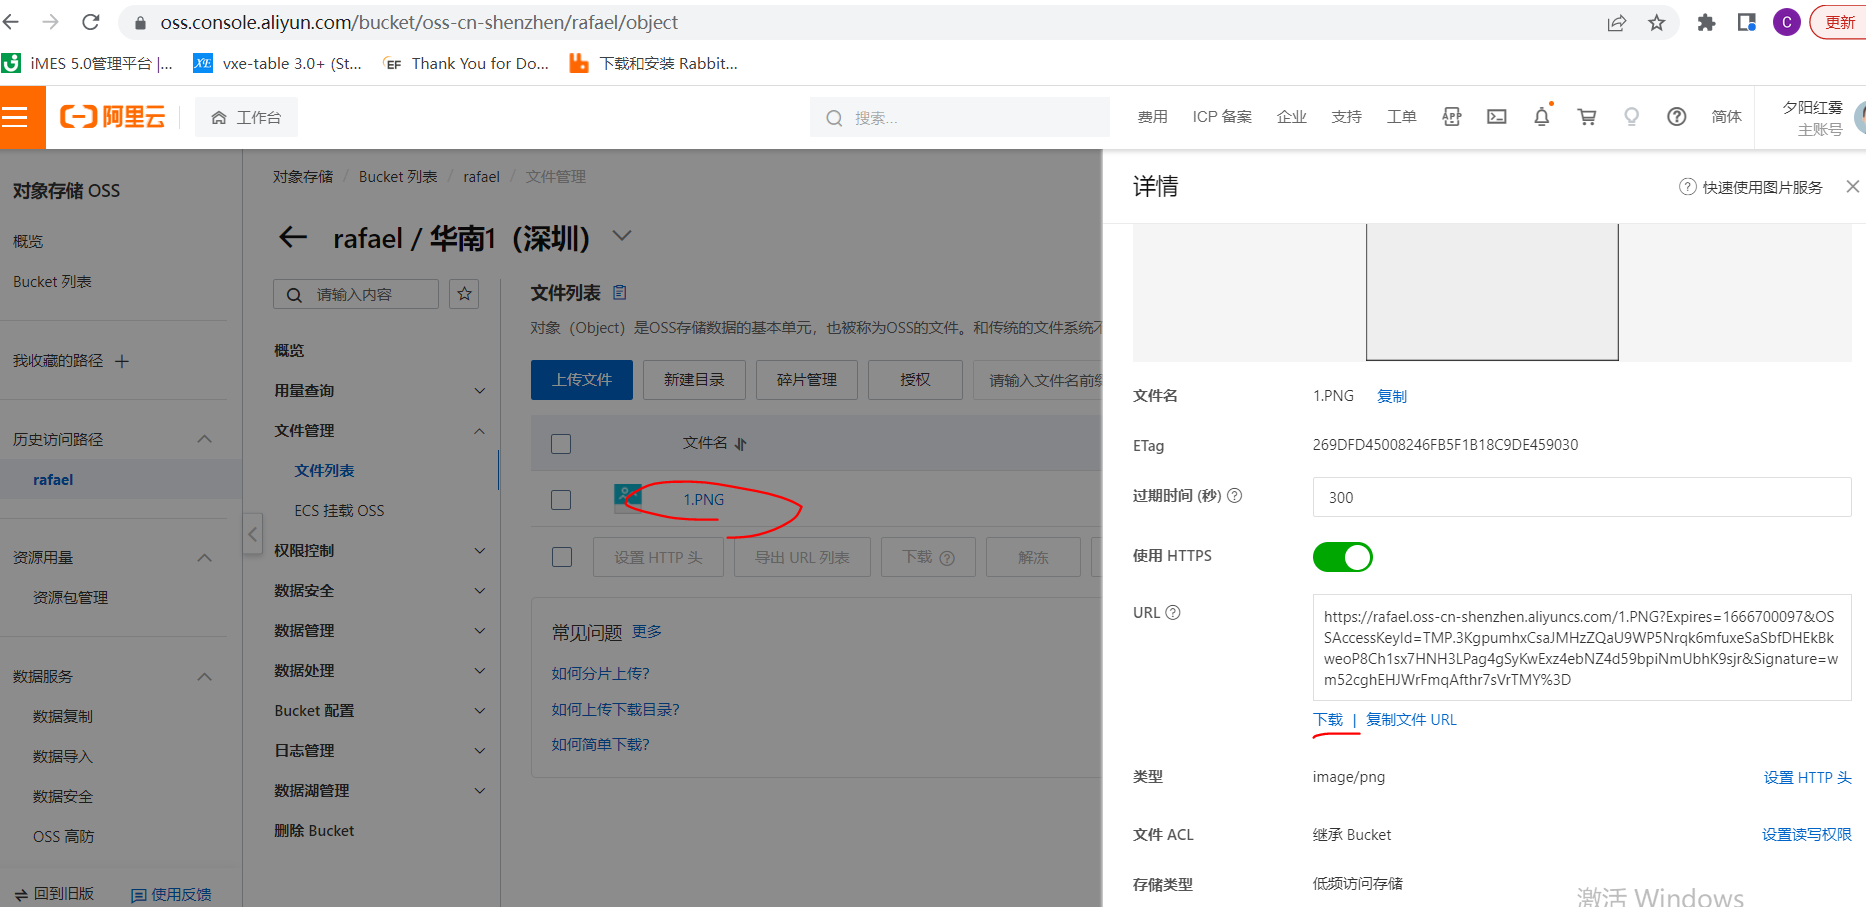 oss.console.aliyun.com/bucket/oss-cn-shenzhen/rafael/object
C
更新
iMES 5.0管理平台 |...
XE
vxe-table 3.0+ (St...
EF
Thank You for Do...
下载和安装 Rabbit...
阿里云
工作台
搜索...
费用
ICP 备案
企业
支持
工单
APP
简体
夕阳红霁
主账号
对象存储 OSS
概览
Bucket 列表
我收藏的路径
历史访问路径
rafael
资源用量
资源包管理
数据服务
数据复制
数据导入
数据安全
OSS 高防
回到旧版
使用反馈
对象存储 / Bucket 列表 / rafael / 文件管理
rafael / 华南1（深圳）
请输入内容
概览
用量查询
文件管理
文件列表
ECS 挂载 OSS
权限控制
数据安全
数据管理
数据处理
Bucket 配置
日志管理
数据湖管理
删除 Bucket
文件列表
对象（Object）是OSS存储数据的基本单元，也被称为OSS的文件。和传统的文件系统不
上传文件
新建目录
碎片管理
授权
请输入文件名前缀
文件名
1.PNG
设置 HTTP 头
导出 URL 列表
下载
解冻
常见问题 更多
如何分片上传?
如何上传下载目录?
如何简单下载?
详情
快速使用图片服务
文件名
1.PNG
复制
ETag
269DFD45008246FB5F1B18C9DE459030
过期时间 (秒)
300
使用 HTTPS
URL
https://rafael.oss-cn-shenzhen.aliyuncs.com/1.PNG?Expires=1666700097&OS
SAccessKeyId=TMP.3KgpumhxCsaJMHzZQaU9WP5Nrqk6mfuxeSaSbfDHEkBk
weoP8Ch1sx7HNH3LPag4gSyKwExz4ebNZ4d59bpiNmUbhK9sjr&Signature=w
m52cghEHJWrFmqAfthr7sVrTMY%3D
下载 | 复制文件 URL
类型
image/png
设置 HTTP 头
文件 ACL
继承 Bucket
设置读写权限
存储类型
低频访问存储
激活 Windows